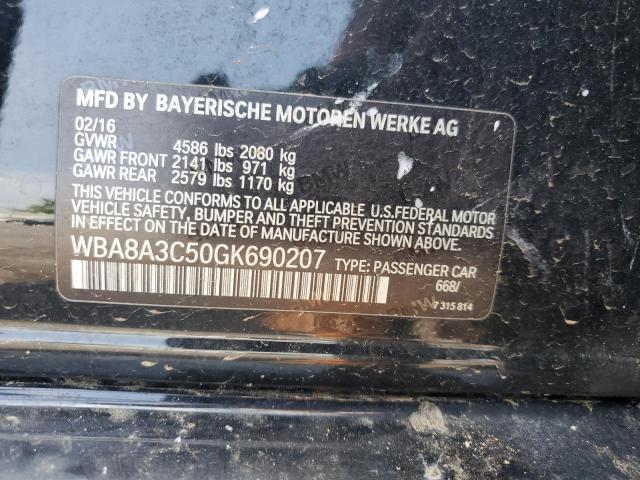 MFD BY BAYERISCHE MOTOREN WERKE AG
02/16
GVWR 4586 lbs 2080 kg
GAWR FRONT 2141 lbs 971 kg
GAWR REAR 2579 lbs 1170 kg
THIS VEHICLE CONFORMS TO ALL APPLICABLE U.S.FEDERAL MOTOR
VEHICLE SAFETY, BUMPER AND THEFT PREVENTION STANDARDS
IN EFFECT ON THE DATE OF MANUFACTURE SHOWN ABOVE.
WBA8A3C50GK690207 TYPE: PASSENGER CAR
668/
7 315 814